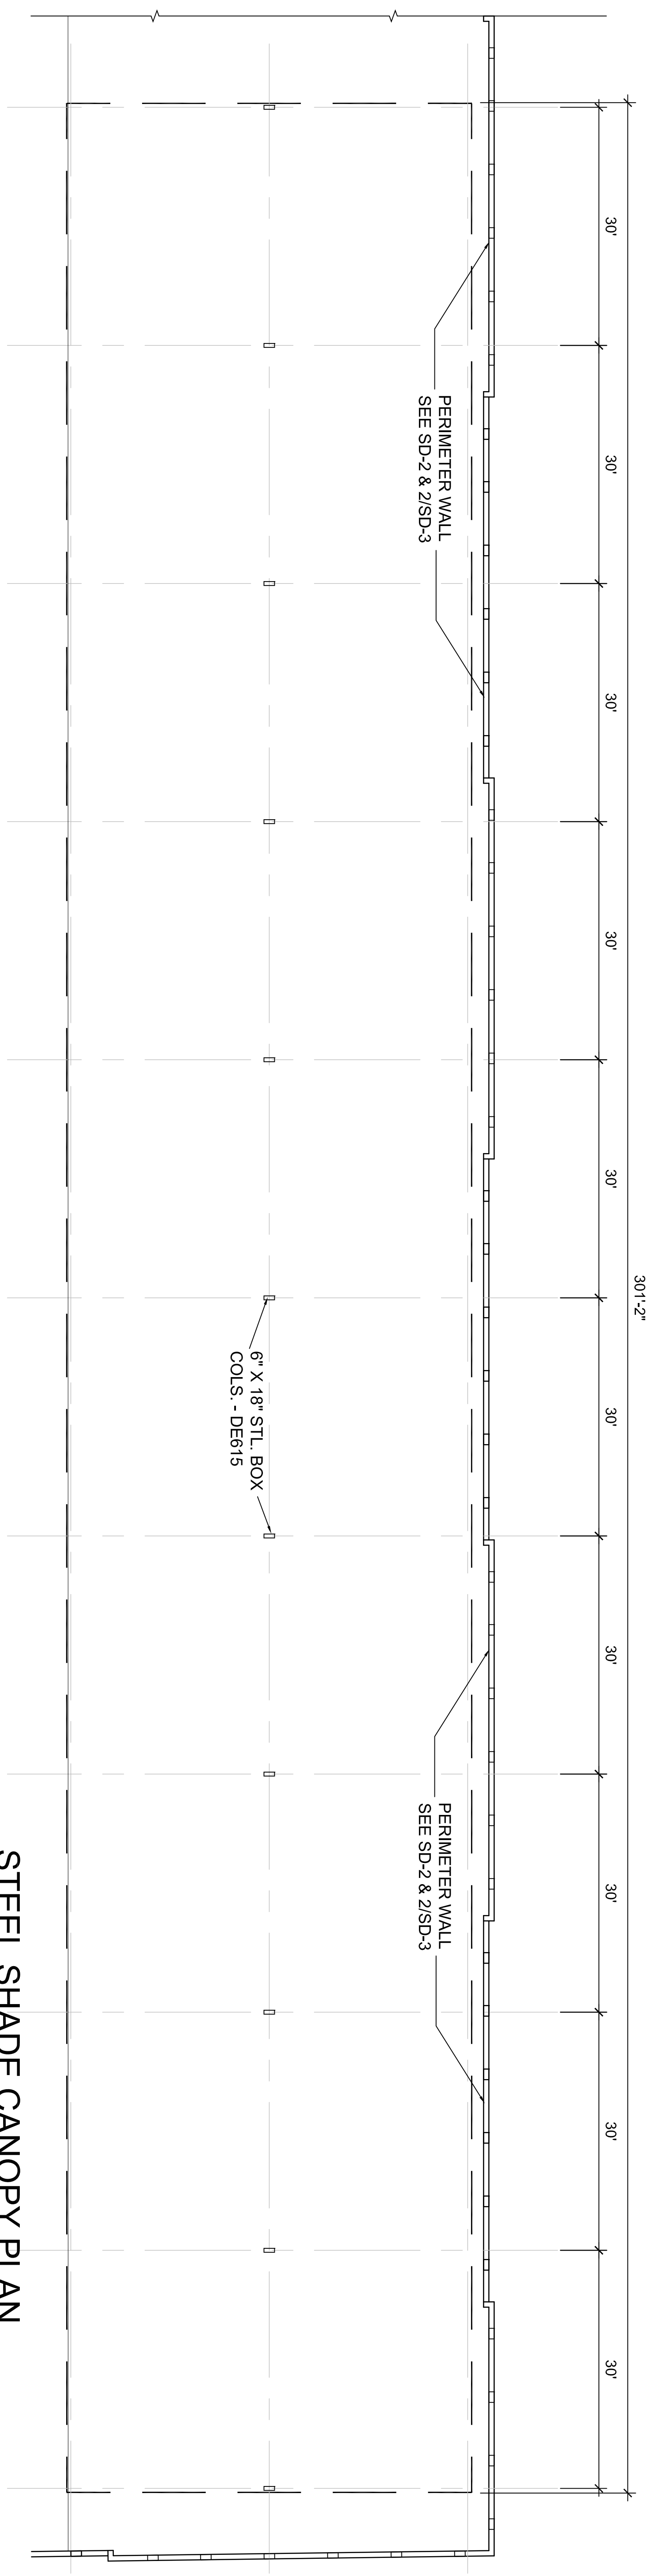 301'-2"
30'
30'
30'
30'
30'
30'
30'
30'
30'
30'
PERIMETER WALL
SEE SD-2 & 2/SD-3
PERIMETER WALL
SEE SD-2 & 2/SD-3
6" X 18" STL. BOX
COLS. - DE615
STEEL SHADE CANOPY PLAN